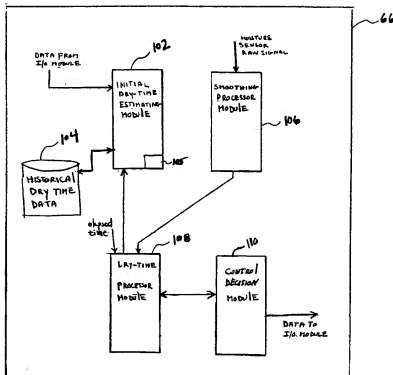 66
DATA FROM
I/O MODULE
102
INITIAL
DRY-TIME
ESTIMATING
MODULE
105
104
HISTORICAL
DRY TIME
DATA
MOISTURE
SENSOR
RAW SIGNAL
SMOOTHING
PROCESSOR
MODULE
106
elapsed
time
108
DRY-TIME
PROCESSOR
MODULE
110
CONTROL
DECISION
MODULE
DATA TO
I/O. MODULE